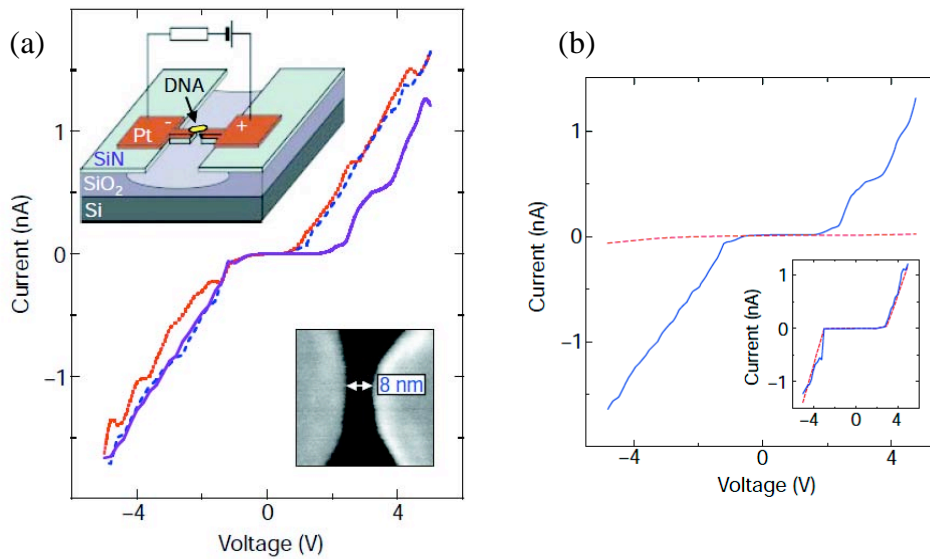 (a)
DNA
Pt
-
+
SiN
SiO₂
Si
8 nm
1
0
−1
Current (nA)
−4
0
4
Voltage (V)
(b)
1
0
−1
Current (nA)
−4
0
4
Voltage (V)
1
0
−1
Current (nA)
−4
0
4